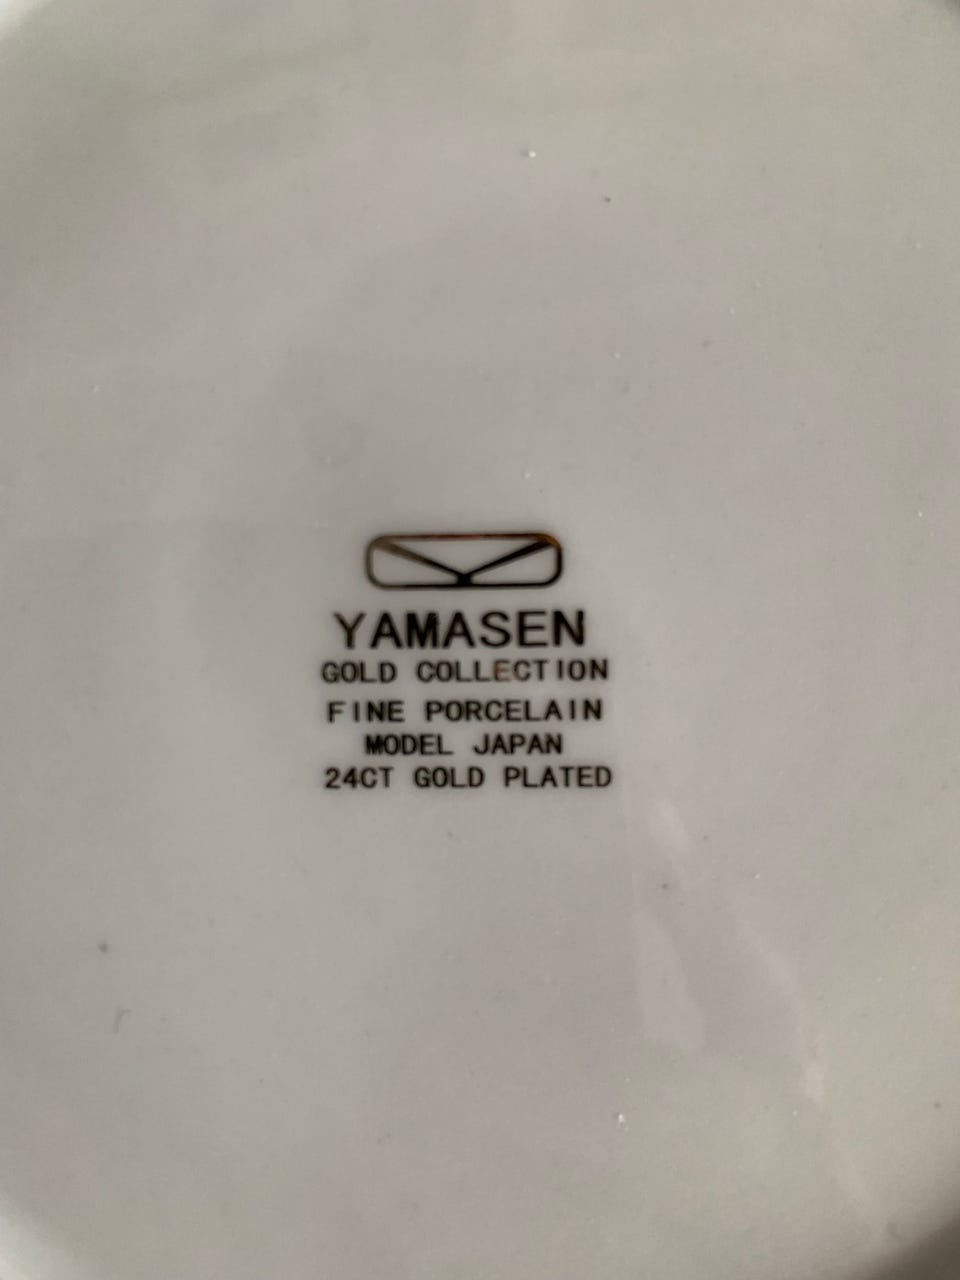 YAMASEN
GOLD COLLECTION
FINE PORCELAIN
MODEL JAPAN
24CT GOLD PLATED